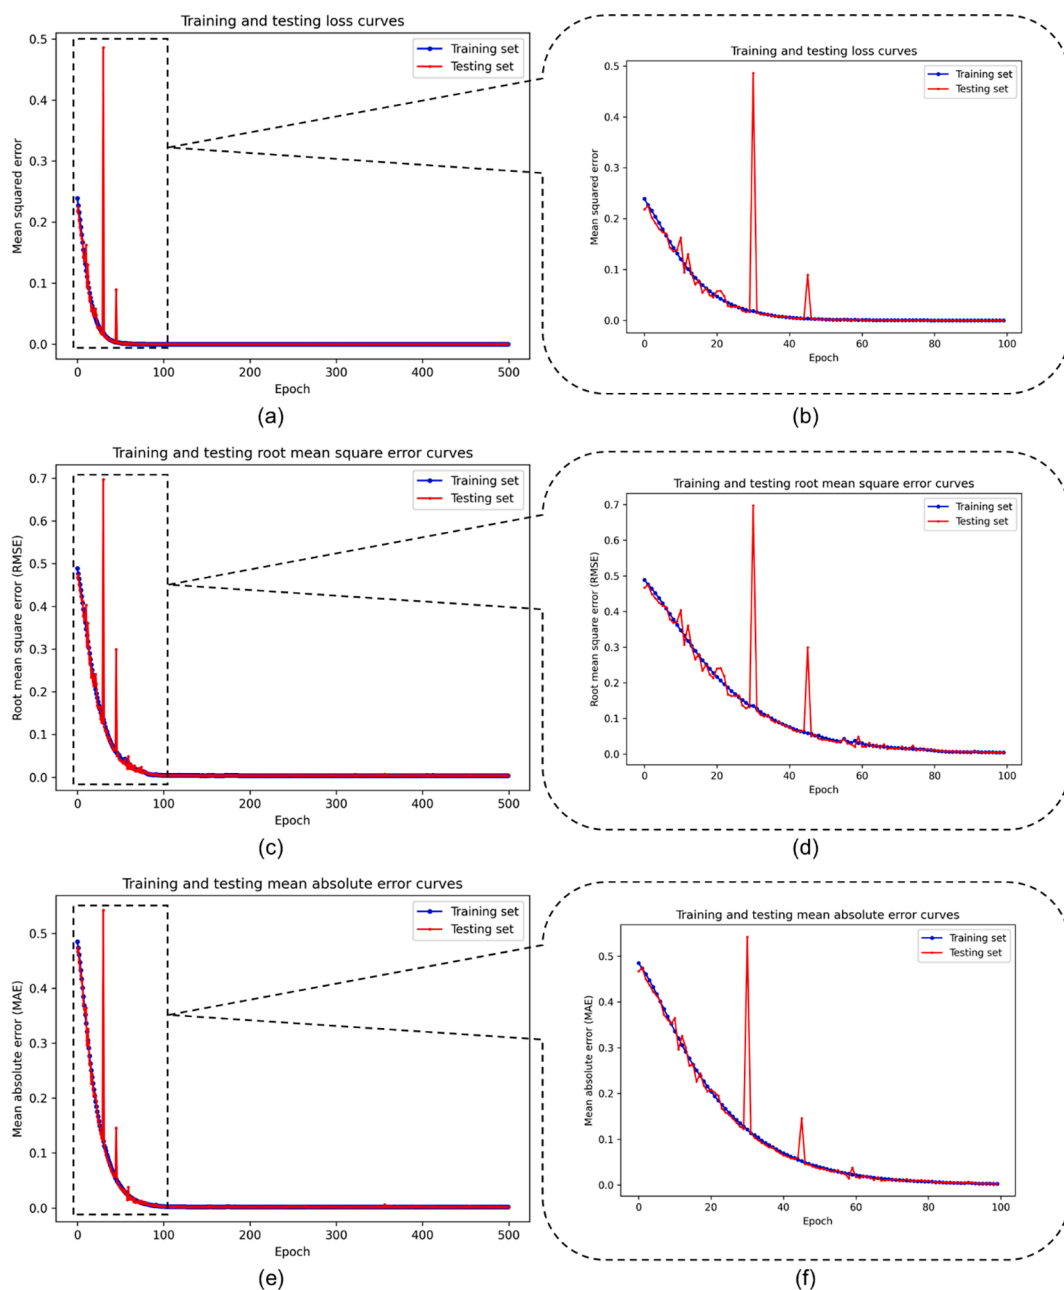 Training and testing loss curves
Mean squared error
0.5
0.4
0.3
0.2
0.1
0.0
Training set
Testing set
0
100
200
300
400
500
Epoch
(a)
Training and testing loss curves
Mean squared error
0.5
0.4
0.3
0.2
0.1
0.0
Training set
Testing set
0
20
40
60
80
100
Epoch
(b)
Training and testing root mean square error curves
Root mean square error (RMSE)
0.7
0.6
0.5
0.4
0.3
0.2
0.1
0.0
Training set
Testing set
0
100
200
300
400
500
Epoch
(c)
Training and testing root mean square error curves
Root mean square error (RMSE)
0.7
0.6
0.5
0.4
0.3
0.2
0.1
0.0
Training set
Testing set
0
20
40
60
80
100
Epoch
(d)
Training and testing mean absolute error curves
Mean absolute error (MAE)
0.5
0.4
0.3
0.2
0.1
0.0
Training set
Testing set
0
100
200
300
400
500
Epoch
(e)
Training and testing mean absolute error curves
Mean absolute error (MAE)
0.5
0.4
0.3
0.2
0.1
0.0
Training set
Testing set
0
20
40
60
80
100
Epoch
(f)